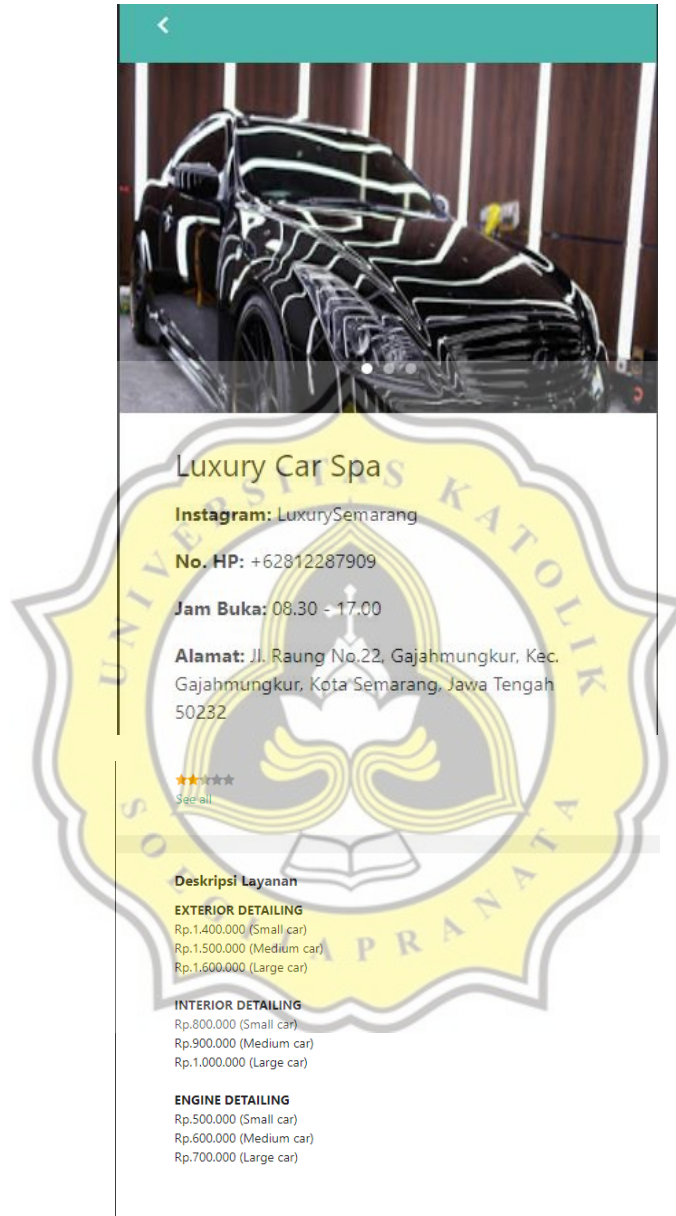 Luxury Car Spa
Instagram: LuxurySemarang
No. HP: +62812287909
Jam Buka: 08.30 - 17.00
Alamat: Jl. Raung No.22, Gajahmungkur, Kec.
Gajahmungkur, Kota Semarang, Jawa Tengah
50232
See all
Deskripsi Layanan
EXTERIOR DETAILING
Rp.1.400.000 (Small car)
Rp.1.500.000 (Medium car)
Rp.1.600.000 (Large car)
INTERIOR DETAILING
Rp.800.000 (Small car)
Rp.900.000 (Medium car)
Rp.1.000.000 (Large car)
ENGINE DETAILING
Rp.500.000 (Small car)
Rp.600.000 (Medium car)
Rp.700.000 (Large car)
UNIVERSITAS KATOLIK
SOEGIJAPRANATA